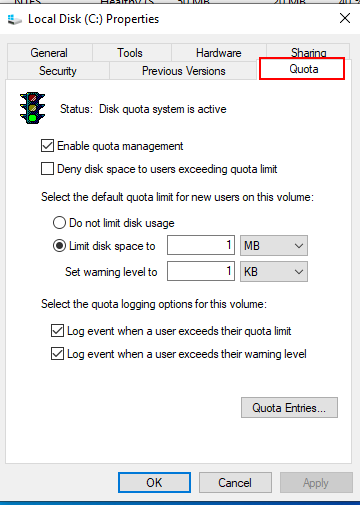 Local Disk (C:) Properties
General Tools Hardware Sharing
Security Previous Versions Quota
Status: Disk quota system is active
Enable quota management
Deny disk space to users exceeding quota limit
Select the default quota limit for new users on this volume:
Do not limit disk usage
Limit disk space to 1 MB
Set warning level to 1 KB
Select the quota logging options for this volume:
Log event when a user exceeds their quota limit
Log event when a user exceeds their warning level
Quota Entries...
OK Cancel Apply